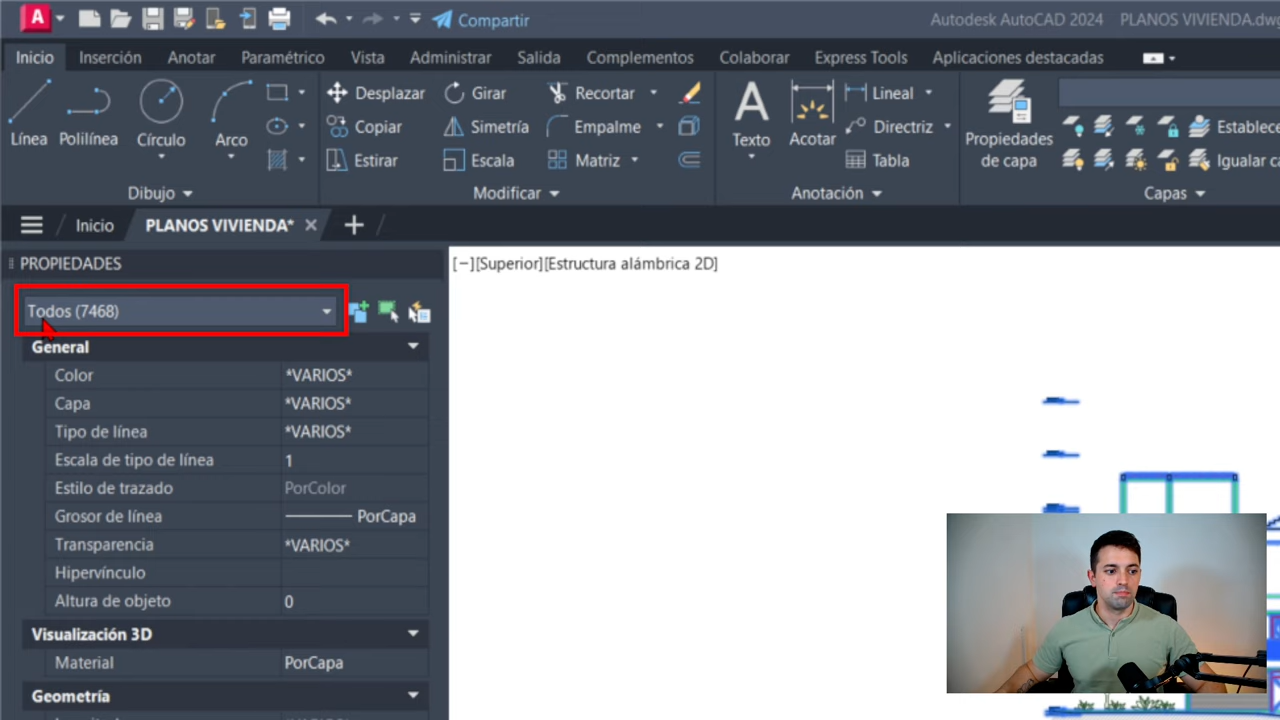 A Compartir Autodesk AutoCAD 2024 PLANOS VIVIENDA.dwg
Inicio Inserción Anotar Paramétrico Vista Administrar Salida Complementos Colaborar Express Tools Aplicaciones destacadas
Línea Polilínea Círculo Arco
Desplazar Girar Recortar
Copiar Simetría Empalme
Estirar Escala Matriz
Texto Acotar
Lineal
Directriz
Tabla
Propiedades
de capa
Igualar
Dibujo Modificar Anotación Capas
Inicio PLANOS VIVIENDA*
PROPIEDADES
[−][Superior][Estructura alámbrica 2D]
Todos (7468)
General
Color *VARIOS*
Capa *VARIOS*
Tipo de línea *VARIOS*
Escala de tipo de línea 1
Estilo de trazado PorColor
Grosor de línea PorCapa
Transparencia *VARIOS*
Hipervínculo
Altura de objeto 0
Visualización 3D
Material PorCapa
Geometría